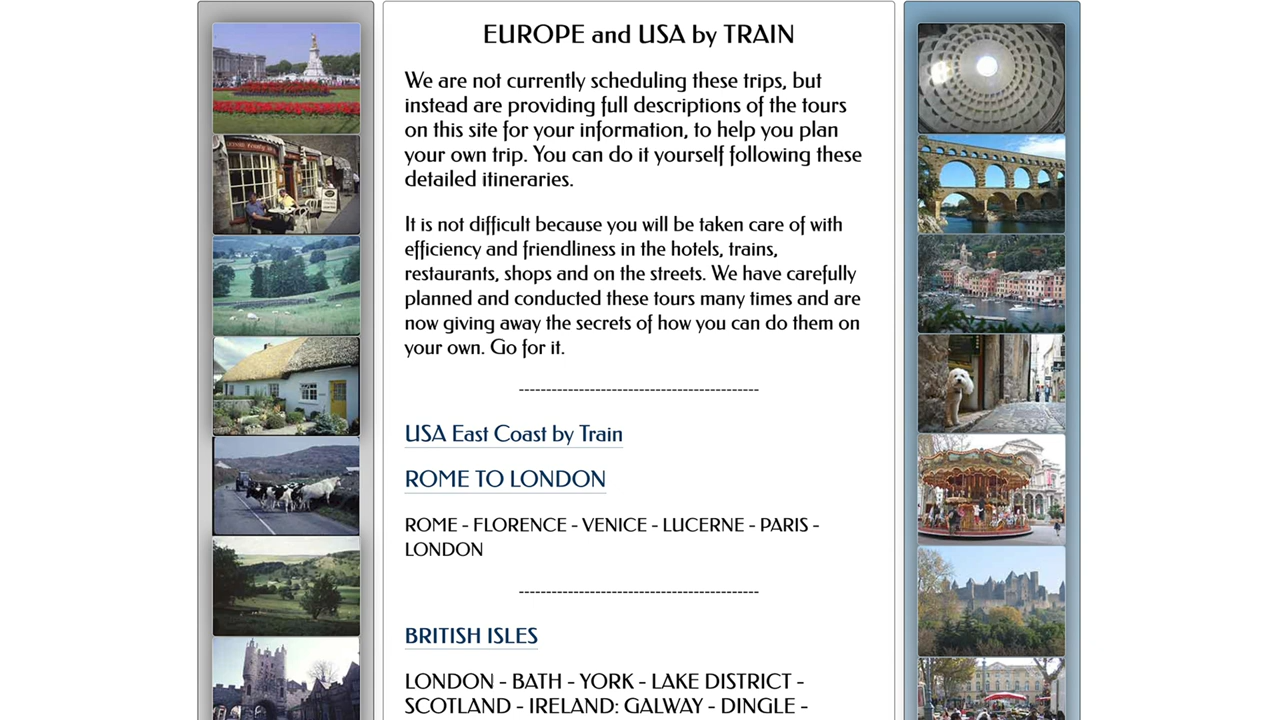 EUROPE and USA by TRAIN
We are not currently scheduling these trips, but
instead are providing full descriptions of the tours
on this site for your information, to help you plan
your own trip. You can do it yourself following these
detailed itineraries.
It is not difficult because you will be taken care of with
efficiency and friendliness in the hotels, trains,
restaurants, shops and on the streets. We have carefully
planned and conducted these tours many times and are
now giving away the secrets of how you can do them on
your own. Go for it.
--------------------------------------------
USA East Coast by Train
ROME TO LONDON
ROME - FLORENCE - VENICE - LUCERNE - PARIS -
LONDON
--------------------------------------------
BRITISH ISLES
LONDON - BATH - YORK - LAKE DISTRICT -
SCOTLAND - IRELAND: GALWAY - DINGLE -